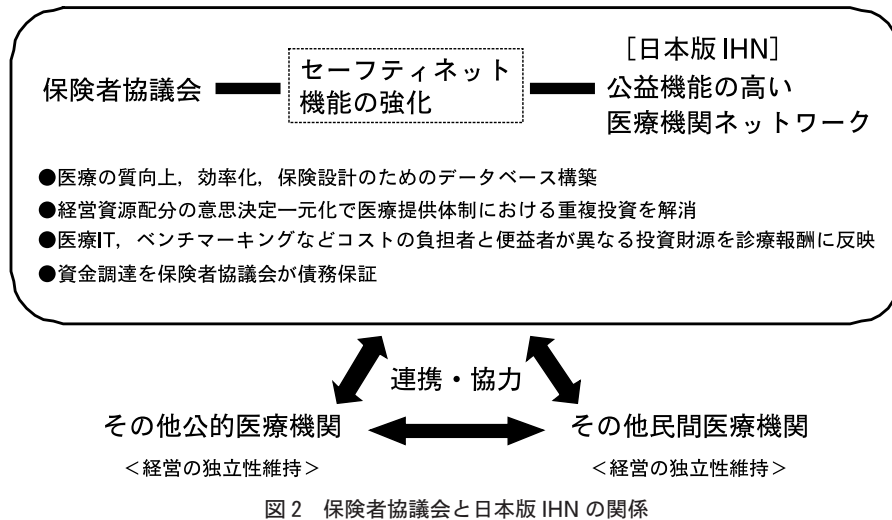 保険者協議会
セーフティネット
機能の強化
［日本版 IHN］
公益機能の高い
医療機関ネットワーク
●医療の質向上，効率化，保険設計のためのデータベース構築
●経営資源配分の意思決定一元化で医療提供体制における重複投資を解消
●医療IT，ベンチマーキングなどコストの負担者と便益者が異なる投資財源を診療報酬に反映
●資金調達を保険者協議会が債務保証
連携・協力
その他公的医療機関
＜経営の独立性維持＞
その他民間医療機関
＜経営の独立性維持＞
図 2　保険者協議会と日本版 IHN の関係